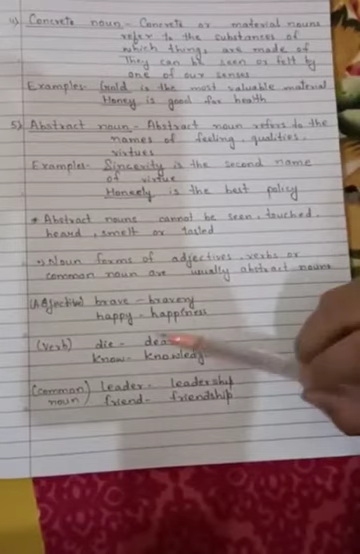 4) Concrete noun - Concrete or material nouns
refer to the substances of
which things are made of
They can be seen or felt by
one of our senses
Examples - Gold is the most valuable material
Honey is good for health
5) Abstract noun - Abstract noun refers to the
names of feeling, qualities,
virtues
Examples - Sincerity is the second name
of virtue
is the best policy
* Abstract nouns cannot be seen, touched,
heard, smelt or tasted
Noun forms of adjectives, verbs or
common noun are usually abstract nouns
(Adjective) brave - bravery
happy - happiness
(verb) die - dea
know - knowledg
(common) leader - leadership
noun) friend - friendship